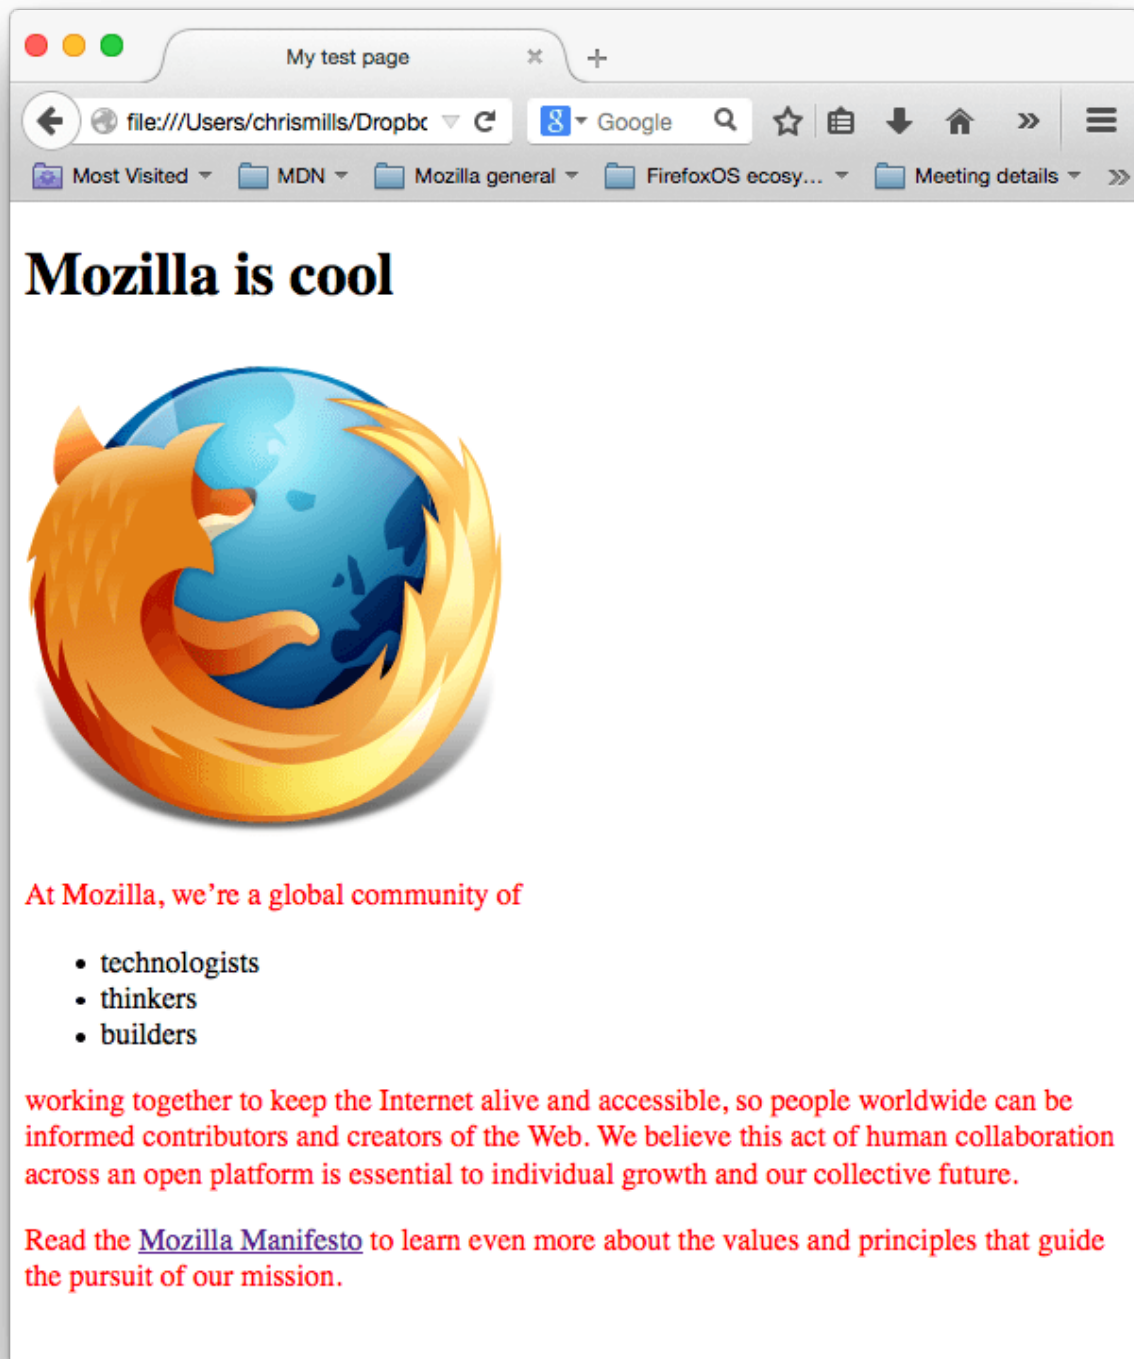 My test page
file:///Users/chrismills/Dropbo
Google
Most Visited
MDN
Mozilla general
FirefoxOS ecosy...
Meeting details
Mozilla is cool
At Mozilla, we’re a global community of
technologists
thinkers
builders
working together to keep the Internet alive and accessible, so people worldwide can be
informed contributors and creators of the Web. We believe this act of human collaboration
across an open platform is essential to individual growth and our collective future.
Read the Mozilla Manifesto to learn even more about the values and principles that guide
the pursuit of our mission.